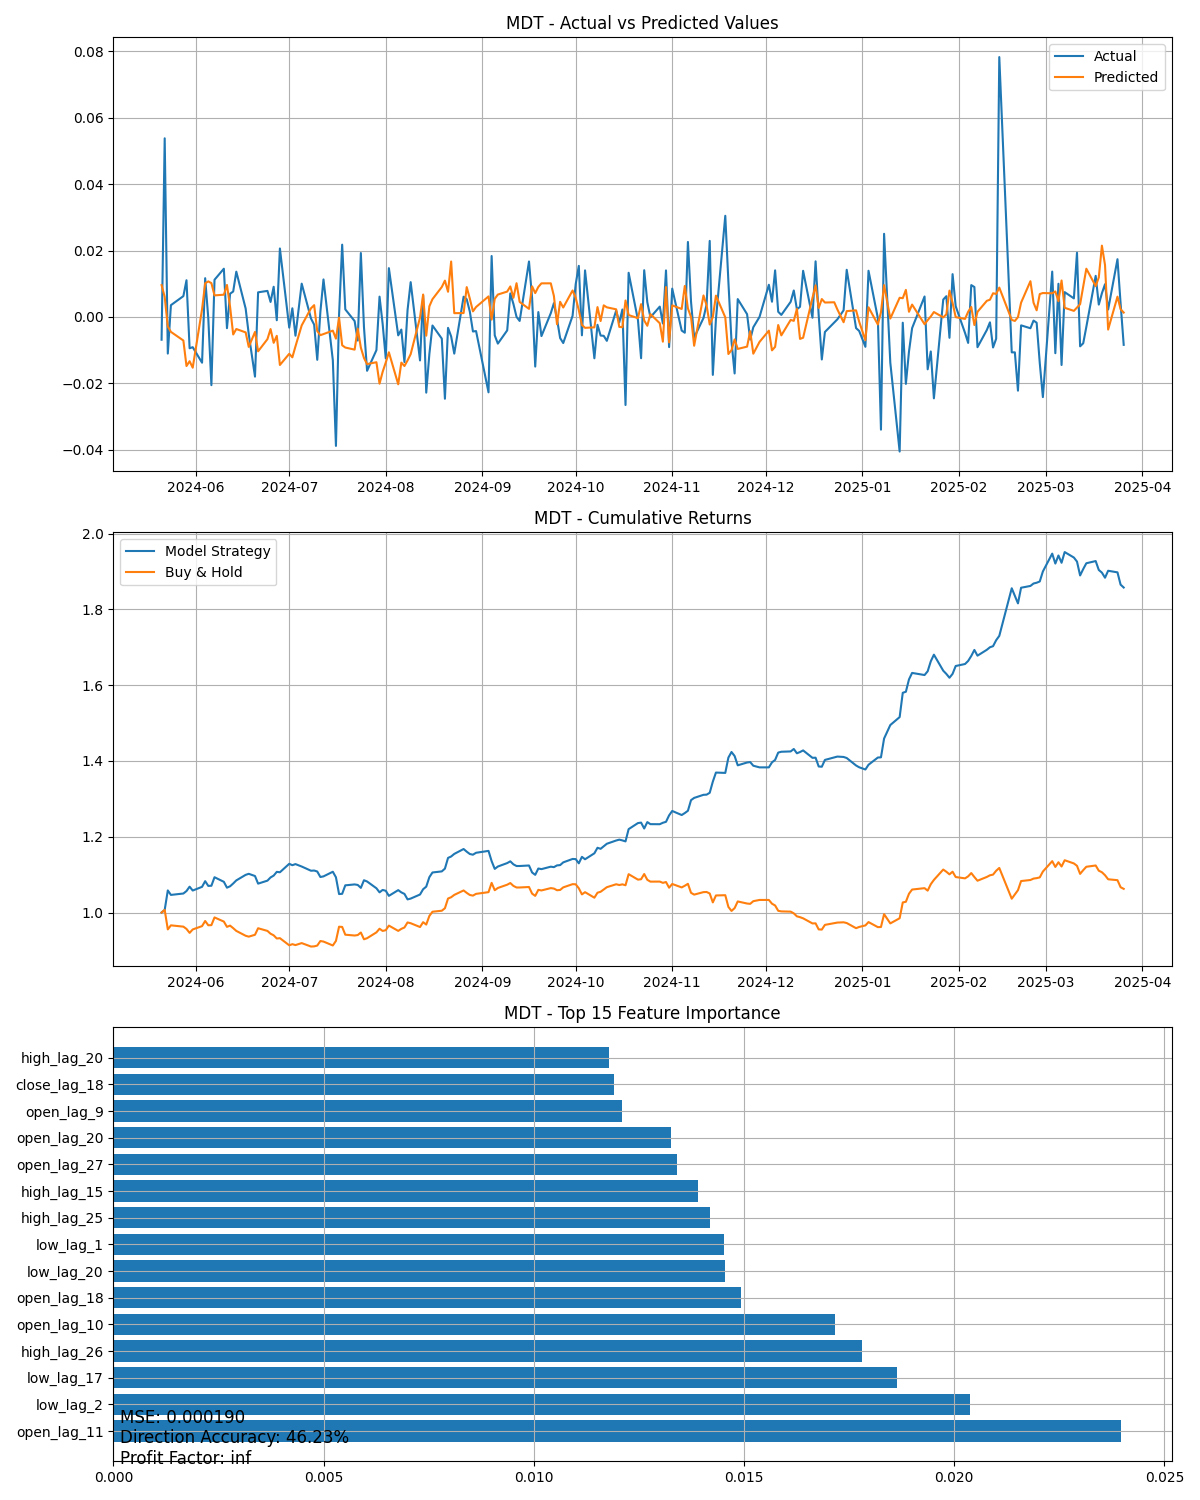 MDT - Actual vs Predicted Values
0.08
0.06
0.04
0.02
0.00
−0.02
−0.04
Actual
Predicted
2024-06 2024-07 2024-08 2024-09 2024-10 2024-11 2024-12 2025-01 2025-02 2025-03 2025-04
MDT - Cumulative Returns
2.0
1.8
1.6
1.4
1.2
1.0
Model Strategy
Buy & Hold
2024-06 2024-07 2024-08 2024-09 2024-10 2024-11 2024-12 2025-01 2025-02 2025-03 2025-04
MDT - Top 15 Feature Importance
high_lag_20
close_lag_18
open_lag_9
open_lag_20
open_lag_27
high_lag_15
high_lag_25
low_lag_1
low_lag_20
open_lag_18
open_lag_10
high_lag_26
low_lag_17
low_lag_2
open_lag_11
MSE: 0.000190
Direction Accuracy: 46.23%
Profit Factor: inf
0.000 0.005 0.010 0.015 0.020 0.025